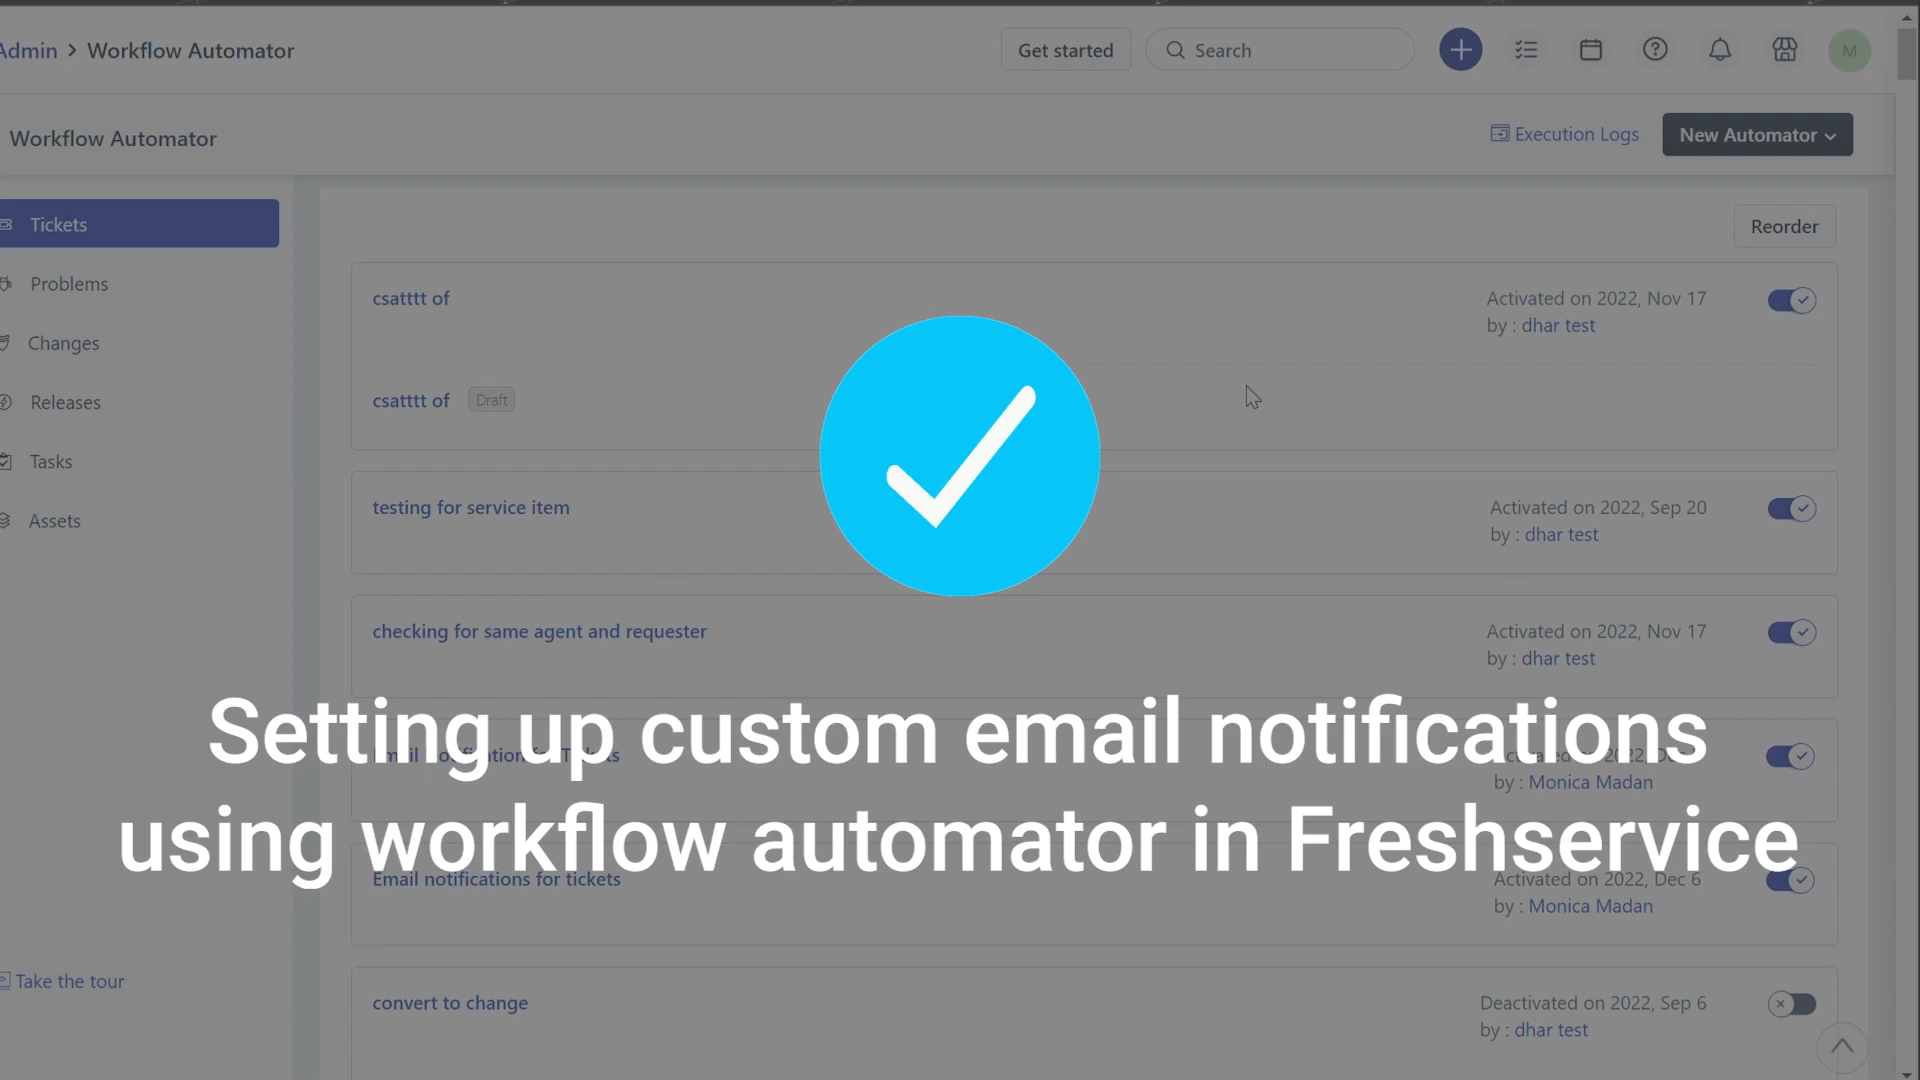 Admin > Workflow Automator
Get started
Search
M
Workflow Automator
Execution Logs
New Automator
Tickets
Problems
Changes
Releases
Tasks
Assets
Take the tour
Reorder
csatttt of
Activated on 2022, Nov 17
by : dhar test
csatttt of Draft
testing for service item
Activated on 2022, Sep 20
by : dhar test
checking for same agent and requester
Activated on 2022, Nov 17
by : dhar test
Setting up custom email notifications
by : Monica Madan
using workflow automator in Freshservice
Email notifications for tickets
Activated on 2022, Dec 6
by : Monica Madan
convert to change
Deactivated on 2022, Sep 6
by : dhar test